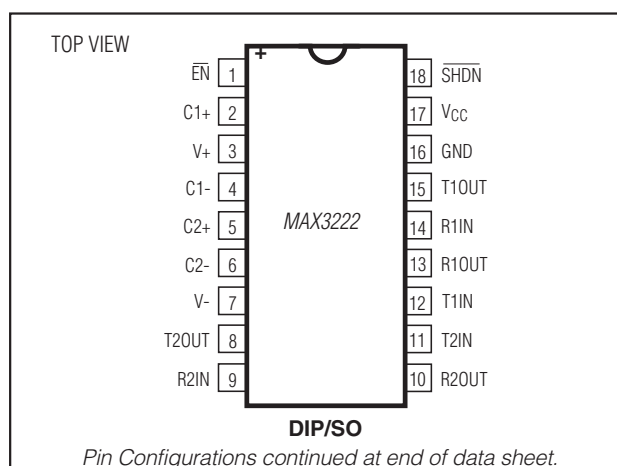 TOP VIEW
+
E̅N̅ 1
C1+ 2
V+ 3
C1- 4
C2+ 5
C2- 6
V- 7
T2OUT 8
R2IN 9
MAX3222
18 S̅H̅D̅N̅
17 VCC
16 GND
15 T1OUT
14 R1IN
13 R1OUT
12 T1IN
11 T2IN
10 R2OUT
DIP/SO
Pin Configurations continued at end of data sheet.